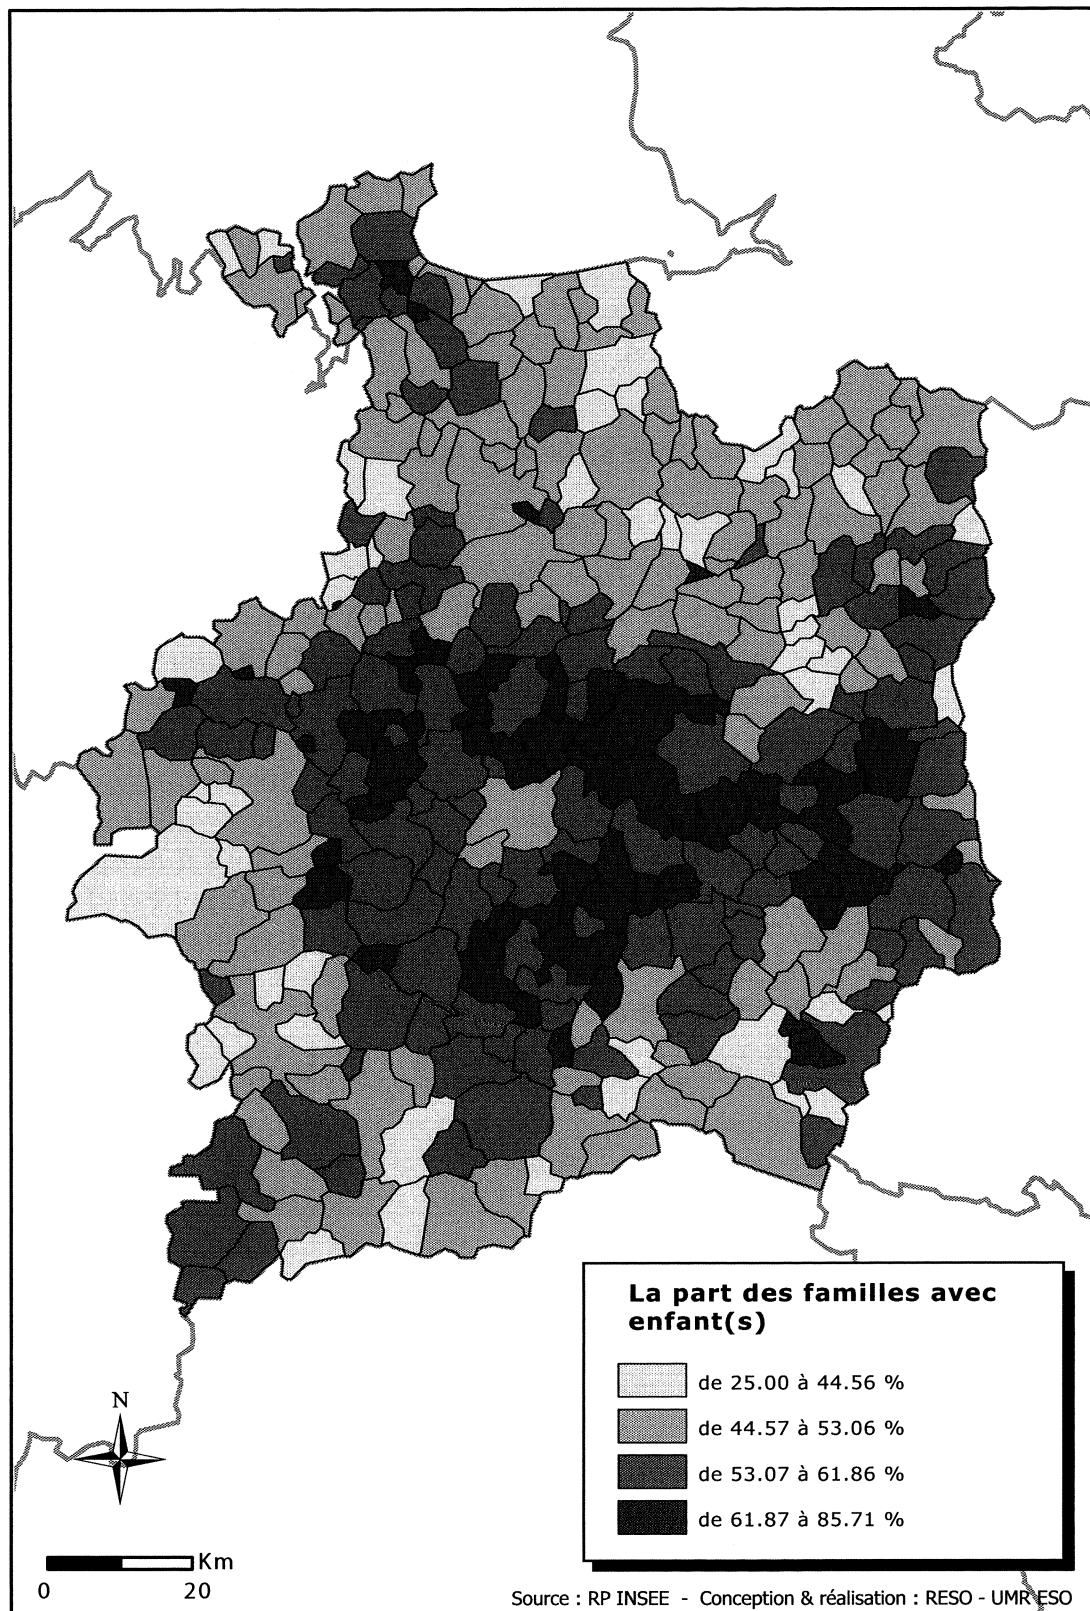 La part des familles avec
enfant(s)
de 25.00 à 44.56 %
de 44.57 à 53.06 %
de 53.07 à 61.86 %
de 61.87 à 85.71 %
N
Km
0 20
Source : RP INSEE - Conception & réalisation : RESO - UMR ESO